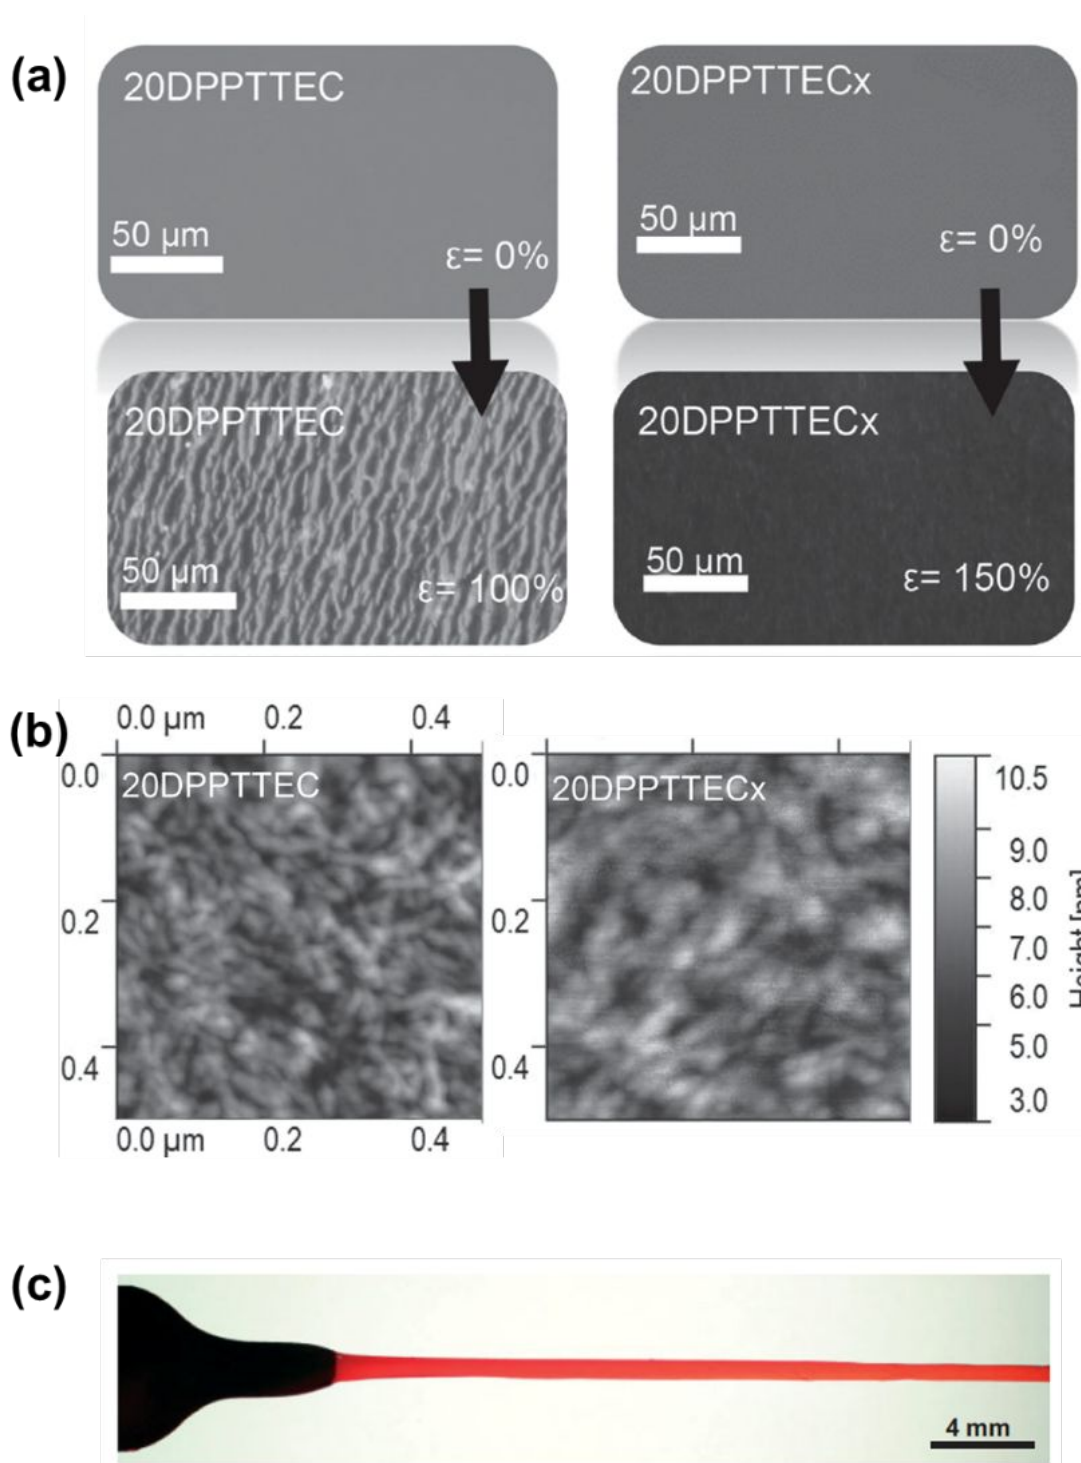 (a)
20DPPTTEC
50 µm
ε= 0%
20DPPTTECx
50 µm
ε= 0%
20DPPTTEC
50 µm
ε= 100%
20DPPTTECx
50 µm
ε= 150%
(b)
0.0 µm 0.2 0.4
0.0
20DPPTTEC
0.2
0.4
0.0 µm 0.2 0.4
0.0
20DPPTTECx
0.2
0.4
10.5
9.0
8.0
7.0
6.0
5.0
3.0
Height [nm]
(c)
4 mm